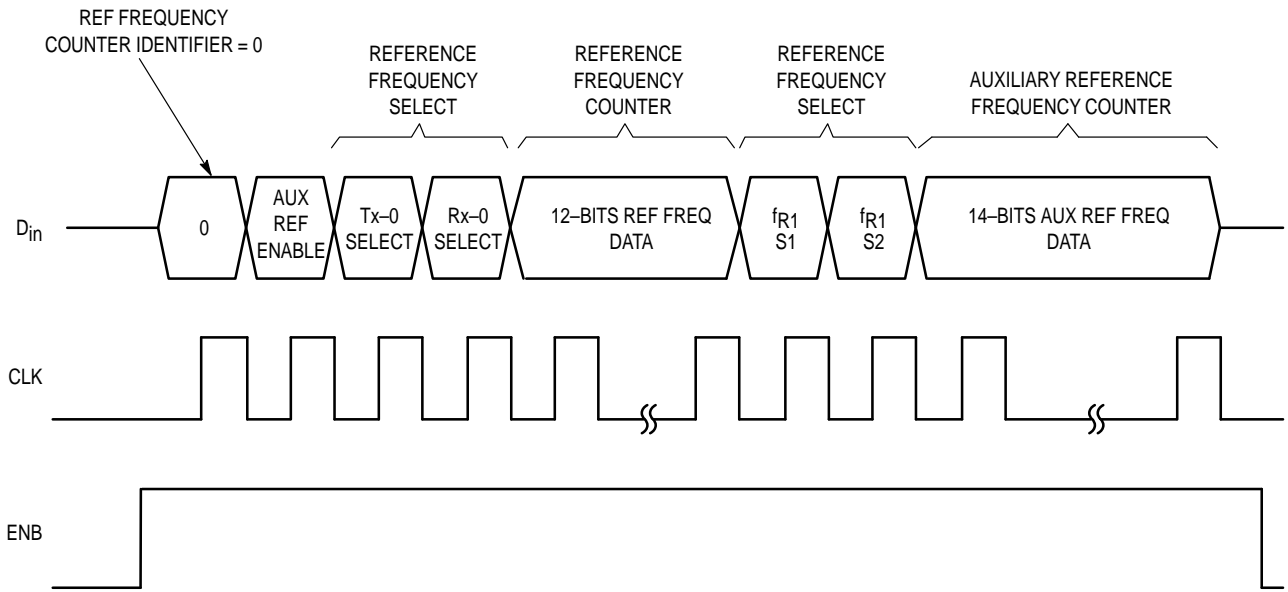 REF FREQUENCY
COUNTER IDENTIFIER = 0
REFERENCE
FREQUENCY
SELECT
REFERENCE
FREQUENCY
COUNTER
REFERENCE
FREQUENCY
SELECT
AUXILIARY REFERENCE
FREQUENCY COUNTER
Din
0
AUX
REF
ENABLE
Tx–0
SELECT
Rx–0
SELECT
12–BITS REF FREQ
DATA
fR1
S1
fR1
S2
14–BITS AUX REF FREQ
DATA
CLK
ENB